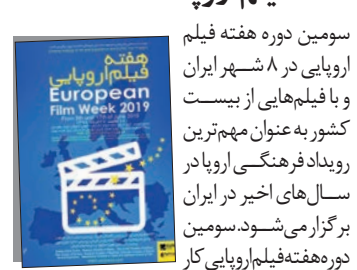 سومین دوره هفته فیلم
اروپایی در ۸ شهر ایران
و با فیلم‌هایی از بیست
کشور به عنوان مهم‌ترین
رویداد فرهنگی اروپا در
سال‌های اخیر در ایران
برگزار می‌شود. سومین
دوره هفته فیلم اروپایی کار
هفته
فیلم اروپایی
European
Film Week 2019